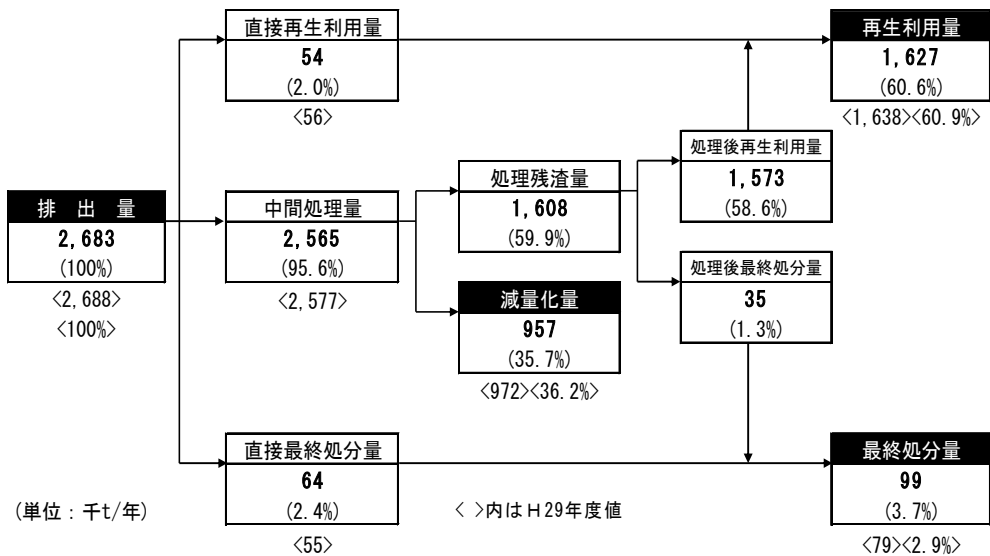 直接再生利用量
54
(2.0%)
<56>
再生利用量
1,627
(60.6%)
<1,638><60.9%>
処理後再生利用量
1,573
(58.6%)
処理残渣量
1,608
(59.9%)
排 出 量
2,683
(100%)
<2,688>
<100%>
中間処理量
2,565
(95.6%)
<2,577>
処理後最終処分量
35
(1.3%)
減量化量
957
(35.7%)
<972><36.2%>
直接最終処分量
64
(2.4%)
<55>
最終処分量
99
(3.7%)
<79><2.9%>
(単位：千t/年)
< >内はH29年度値